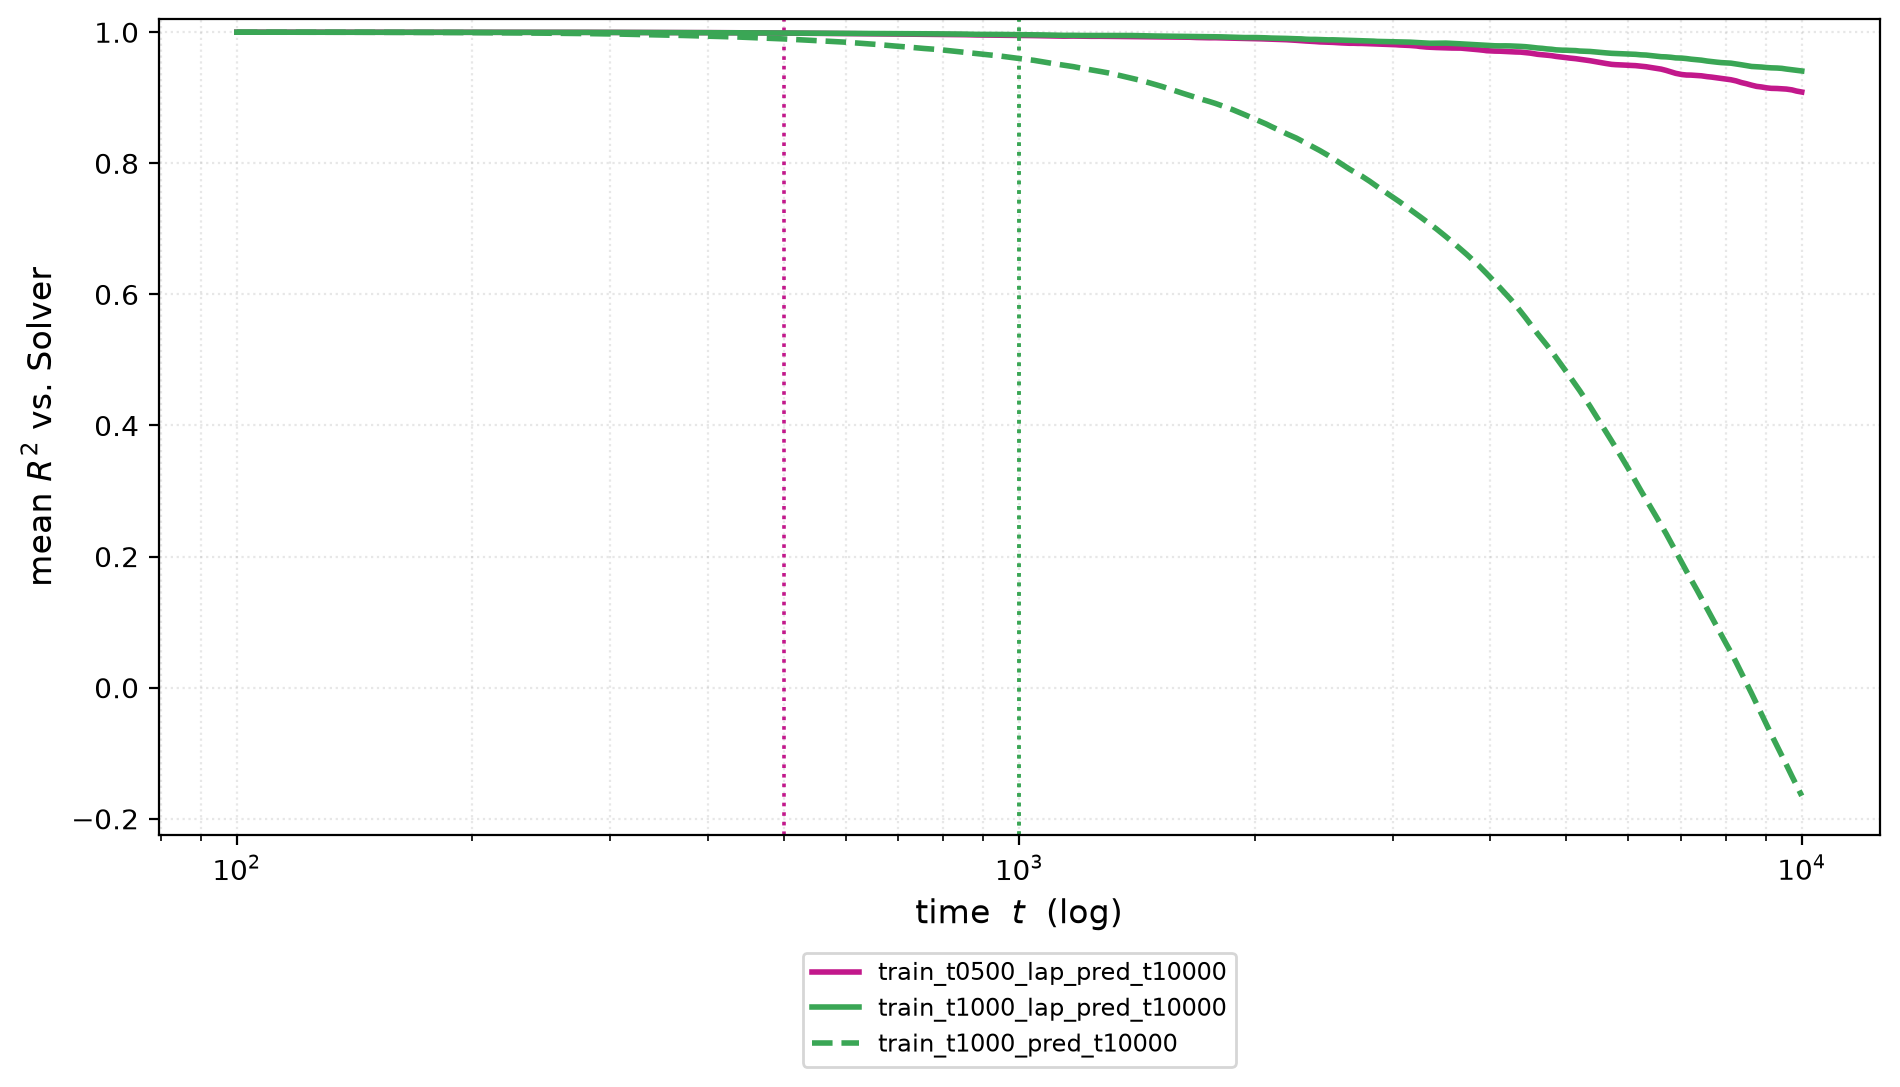 mean R² vs. Solver
1.0
0.8
0.6
0.4
0.2
0.0
−0.2
10² 10³ 10⁴
time t (log)
train_t0500_lap_pred_t10000
train_t1000_lap_pred_t10000
train_t1000_pred_t10000